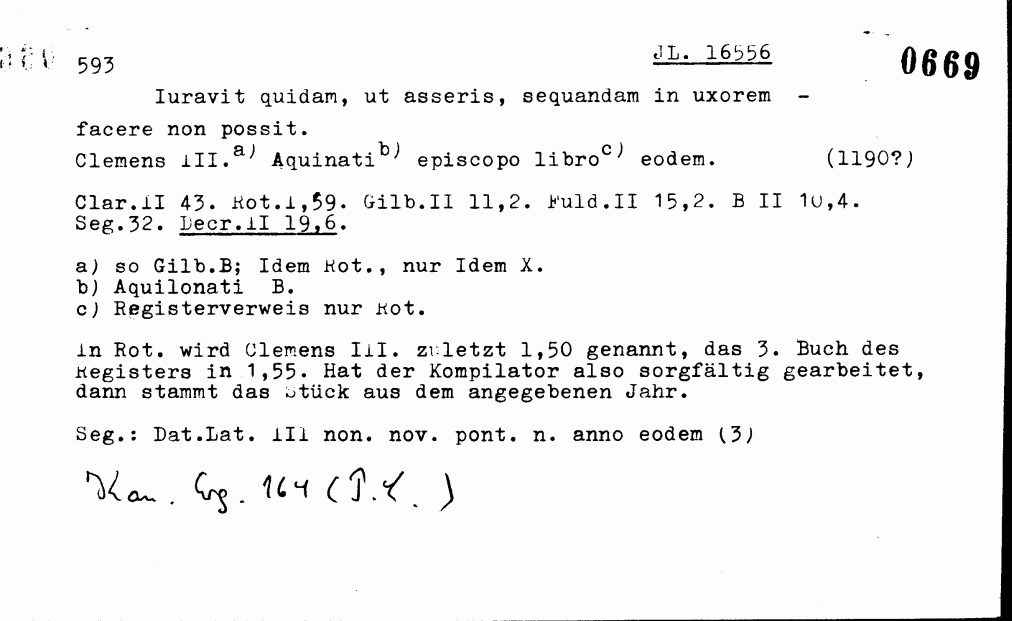 593 JL. 16556 0669
Iuravit quidam, ut asseris, sequandam in uxorem -
facere non possit.
Clemens III.a) Aquinatib) episcopo libroc) eodem. (1190?)
Clar.II 43. Rot.1,59. Gilb.II 11,2. Fuld.II 15,2. B II 10,4.
Seg.32. Decr.II 19,6.
a) so Gilb.B; Idem Rot., nur Idem X.
b) Aquilonati B.
c) Registerverweis nur Rot.
In Rot. wird Clemens III. zuletzt 1,50 genannt, das 3. Buch des
Registers in 1,55. Hat der Kompilator also sorgfältig gearbeitet,
dann stammt das Stück aus dem angegebenen Jahr.
Seg.: Dat.Lat. III non. nov. pont. n. anno eodem (3)
Kan. Erg. 164 (